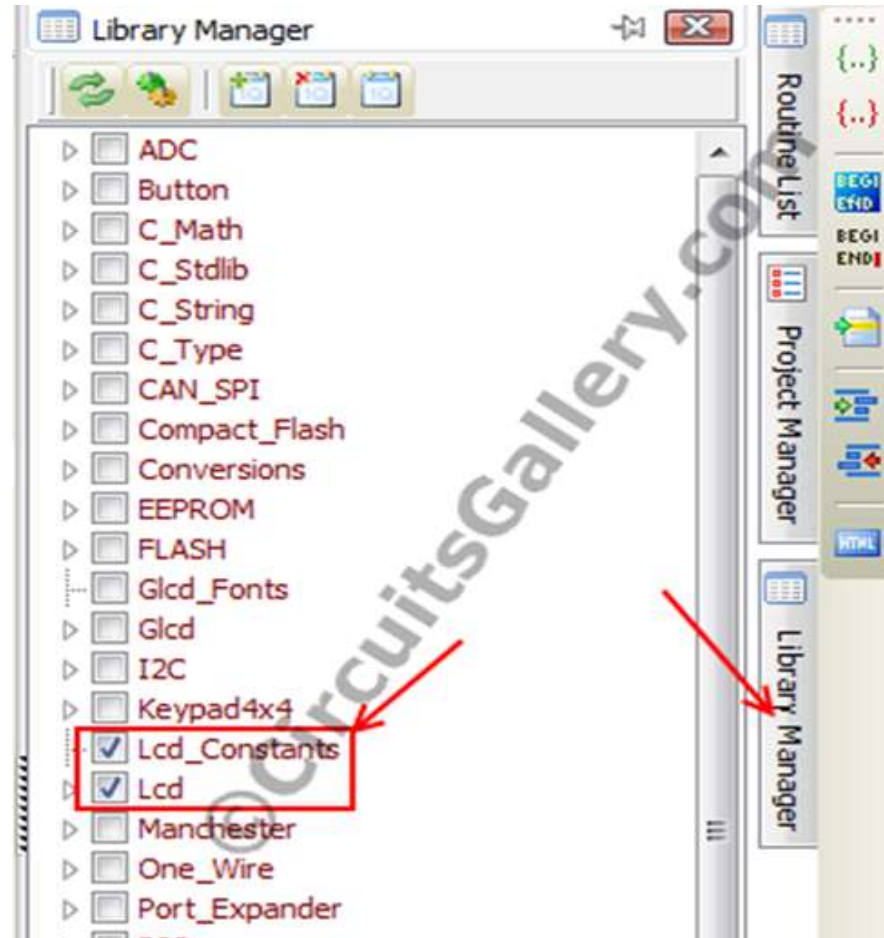 Library Manager
ADC
Button
C_Math
C_Stdlib
C_String
C_Type
CAN_SPI
Compact_Flash
Conversions
EEPROM
FLASH
Glcd_Fonts
Glcd
I2C
Keypad4x4
Lcd_Constants
Lcd
Manchester
One_Wire
Port_Expander
Routine List
Project Manager
Library Manager
{..}
{..}
BEGI
END
BEGI
END
HTML
©CircuitsGallery.com